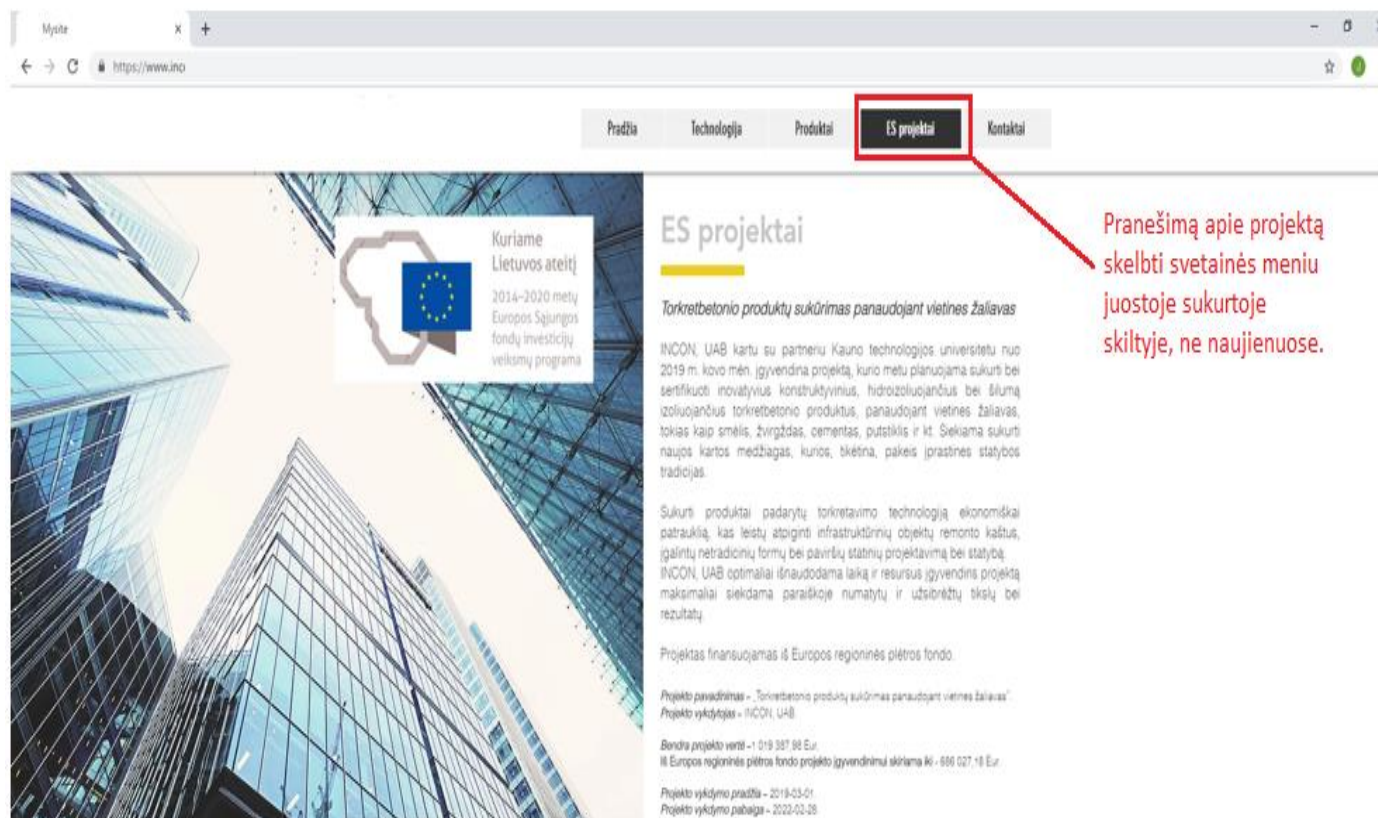 Mysite
https://www.inco
Pradžia
Technologija
Produktai
ES projektai
Kontaktai
Kuriame
Lietuvos ateitį
2014–2020 metų
Europos Sąjungos
fondų investicijų
veiksmų programa
ES projektai
Torkretbetonio produktų sukūrimas panaudojant vietines žaliavas
INCON, UAB kartu su partneriu Kauno technologijos universitetu nuo
2019 m. kovo mėn. įgyvendina projektą, kurio metu planuojama sukurti bei
sertifikuoti inovatyvius konstruktyvinius, hidroizoliuojančius bei šilumą
izoliuojančius torkretbetonio produktus, panaudojant vietines žaliavas,
tokias kaip smėlis, žvirgždas, cementas, putstiklis ir kt. Siekiama sukurti
naujos kartos medžiagas, kurios, tikėtina, pakeis įprastines statybos
tradicijas.
Sukurti produktai padarytų torkretavimo technologiją ekonomiškai
patrauklią, kas leistų atpiginti infrastruktūrinių objektų remonto kaštus,
įgalintų netradicinių formų bei paviršių statinių projektavimą bei statybą.
INCON, UAB optimaliai išnaudodama laiką ir resursus įgyvendins projektą
maksimaliai siekdama paraiškoje numatytų ir užsibrėžtų tikslų bei
rezultatų.
Projektas finansuojamas iš Europos regioninės plėtros fondo.
Projekto pavadinimas – „Torkretbetonio produktų sukūrimas panaudojant vietines žaliavas“.
Projekto vykdytojas – INCON, UAB
Bendra projekto vertė –1 019 387,98 Eur.
Iš Europos regioninės plėtros fondo projekto įgyvendinimui skiriama iki - 686 027,18 Eur.
Projekto vykdymo pradžia – 2019-03-01.
Projekto vykdymo pabaiga – 2022-02-28.
Pranešimą apie projektą
skelbti svetainės meniu
juostoje sukurtoje
skiltyje, ne naujienuose.